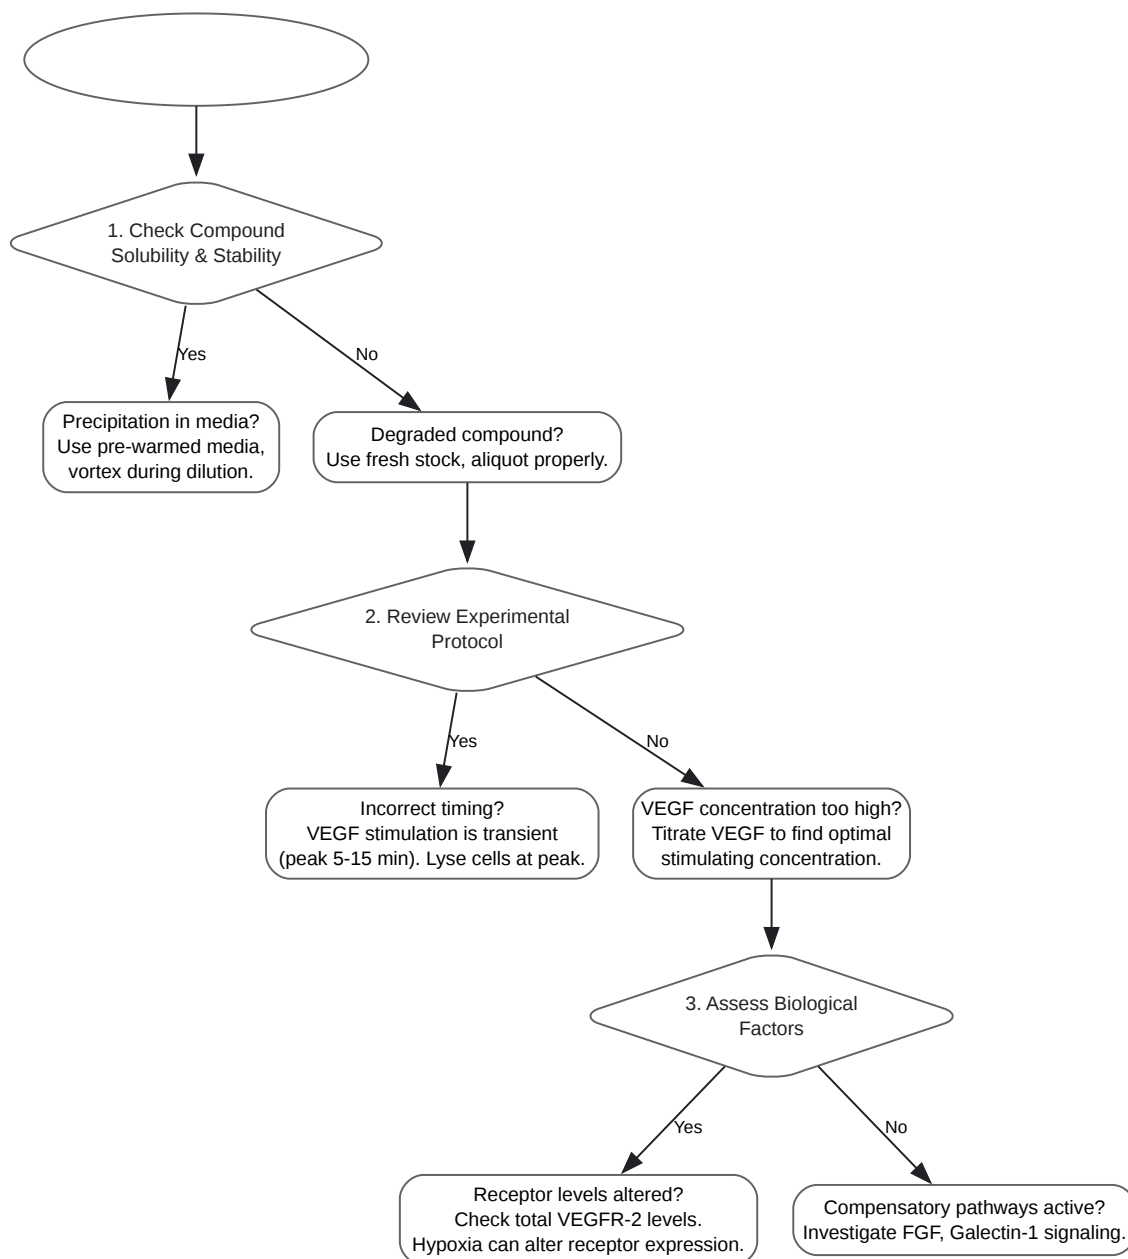 1. Check Compound
Solubility & Stability
Yes
No
Precipitation in media?
Use pre-warmed media,
vortex during dilution.
Degraded compound?
Use fresh stock, aliquot properly.
2. Review Experimental
Protocol
Yes
No
Incorrect timing?
VEGF stimulation is transient
(peak 5-15 min). Lyse cells at peak.
VEGF concentration too high?
Titrate VEGF to find optimal
stimulating concentration.
3. Assess Biological
Factors
Yes
No
Receptor levels altered?
Check total VEGFR-2 levels.
Hypoxia can alter receptor expression.
Compensatory pathways active?
Investigate FGF, Galectin-1 signaling.